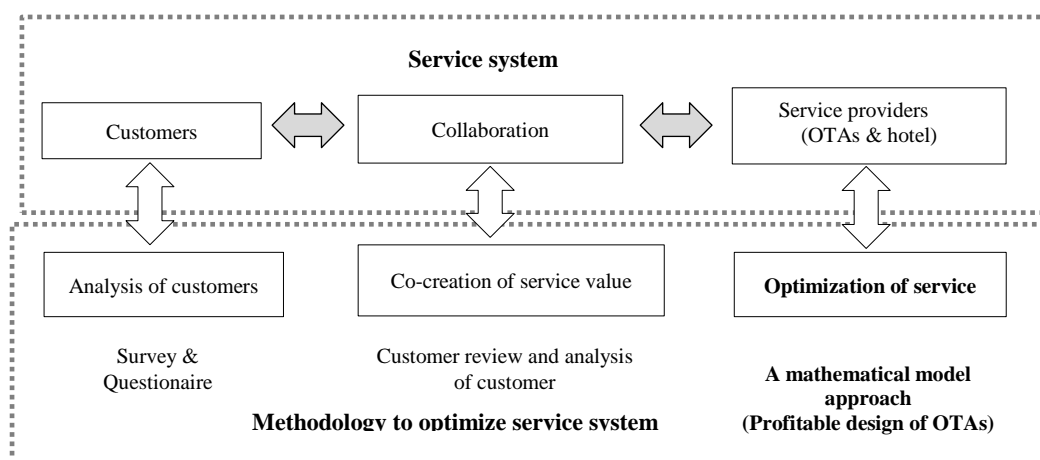 Service system
Customers
Collaboration
Service providers
(OTAs & hotel)
Analysis of customers
Co-creation of service value
Optimization of service
Survey &
Questionaire
Customer review and analysis
of customer
A mathematical model
approach
(Profitable design of OTAs)
Methodology to optimize service system